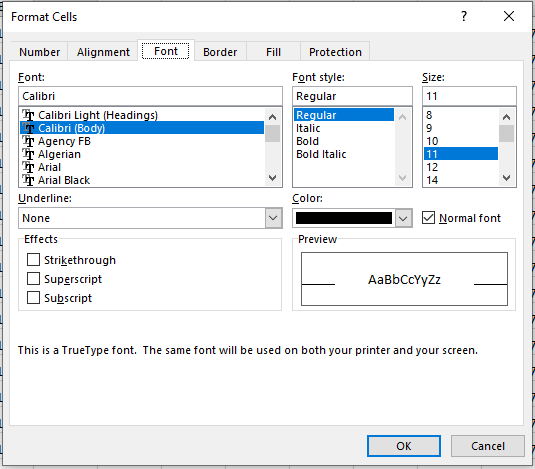 Format Cells
? ×
Number Alignment Font Border Fill Protection
Font: Font style: Size:
Calibri Regular 11
Calibri Light (Headings) Regular 8
Calibri (Body) Italic 9
Agency FB Bold 10
Algerian Bold Italic 11
Arial 12
Arial Black 14
Underline: Color:
None Normal font
Effects Preview
Strikethrough
Superscript AaBbCcYyZz
Subscript
This is a TrueType font. The same font will be used on both your printer and your screen.
OK Cancel